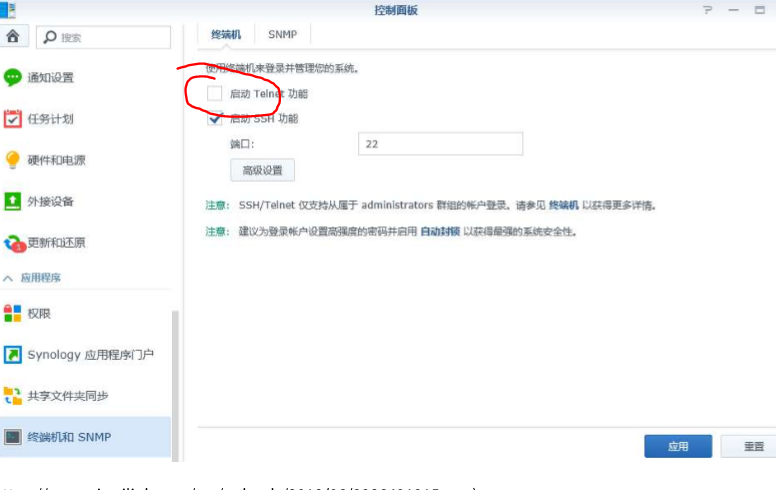 控制面板
搜索
终端机 SNMP
使用终端机来登录并管理您的系统。
通知设置
启动 Telnet 功能
任务计划
启动 SSH 功能
端口: 22
硬件和电源
高级设置
外接设备
注意: SSH/Telnet 仅支持从属于 administrators 群组的帐户登录。请参见 终端机 以获得更多详情。
更新和还原
1
注意: 建议为登录帐户设置高强度的密码并启用 自动封锁 以获得最强的系统安全性。
应用程序
权限
Synology 应用程序门户
共享文件夹同步
终端机和 SNMP
应用 重置